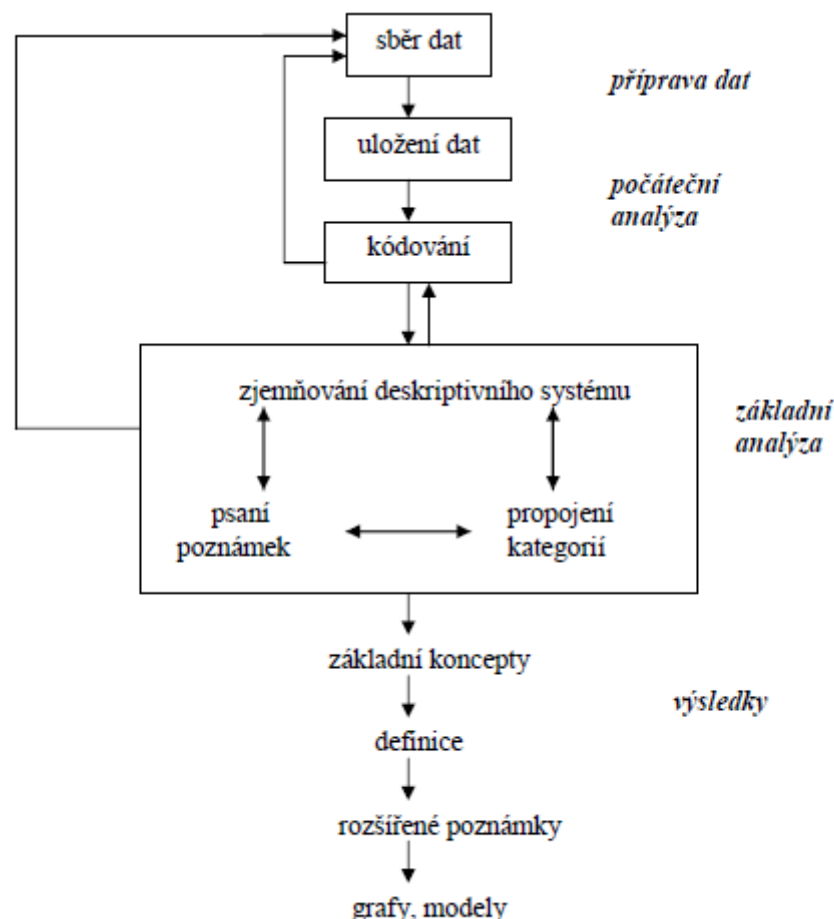 sběr dat
příprava dat
uložení dat
počáteční
analýza
kódování
zjemňování deskriptivního systému
základní
analýza
psaní
poznámek
propojení
kategorií
základní koncepty
výsledky
definice
rozšířené poznámky
grafy, modely